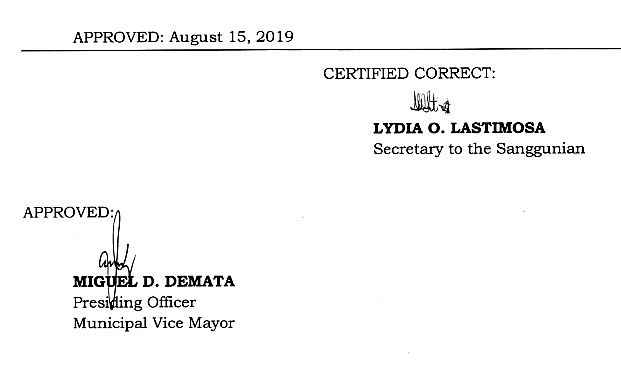 APPROVED: August 15, 2019
CERTIFIED CORRECT:
LYDIA O. LASTIMOSA
Secretary to the Sanggunian
APPROVED:
MIGUEL D. DEMATA
Presiding Officer
Municipal Vice Mayor